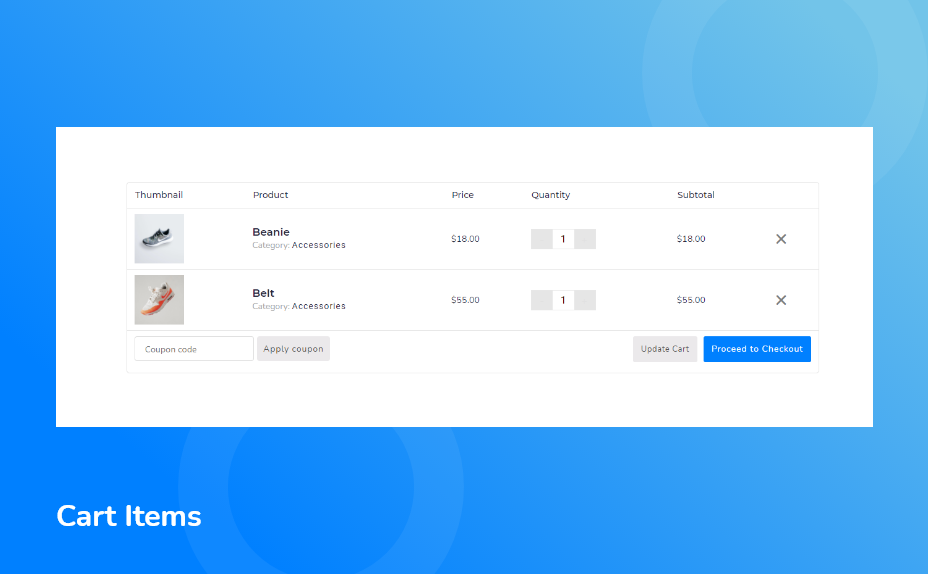 Thumbnail Product Price Quantity Subtotal
Beanie
Category: Accessories
$18.00 1 $18.00
Belt
Category: Accessories
$55.00 1 $55.00
Coupon code Apply coupon Update Cart Proceed to Checkout
Cart Items